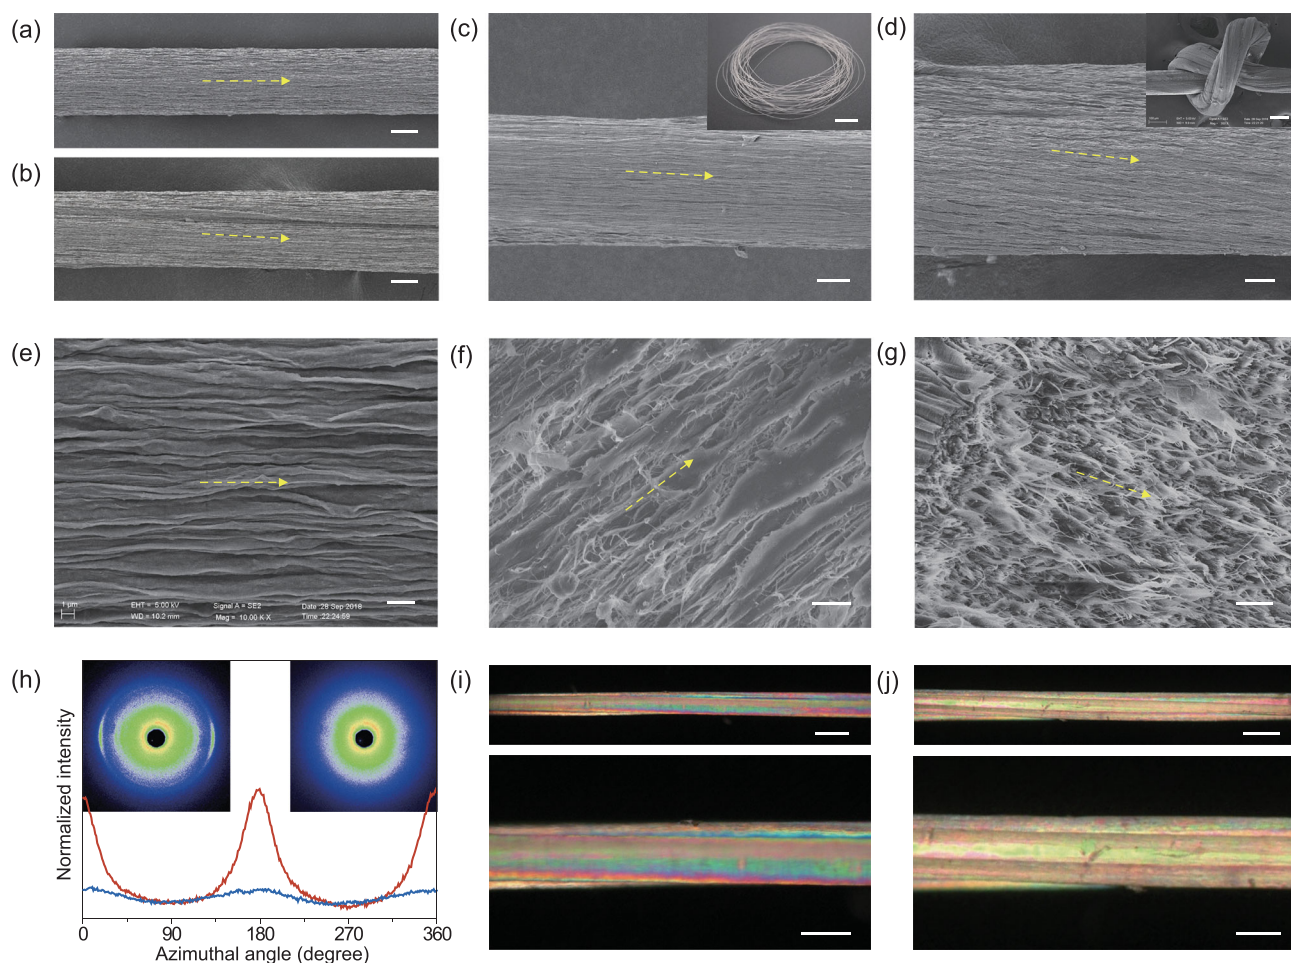 (a)
(b)
(c)
(d)
(e)
1 µm
EHT = 5.00 kV
WD = 10.2 mm
Signal A = SE2
Mag = 10.00 K X
Date :28 Sep 2018
Time :22:24:59
(f)
(g)
(h)
Normalized intensity
0 90 180 270 360
Azimuthal angle (degree)
(i)
(j)